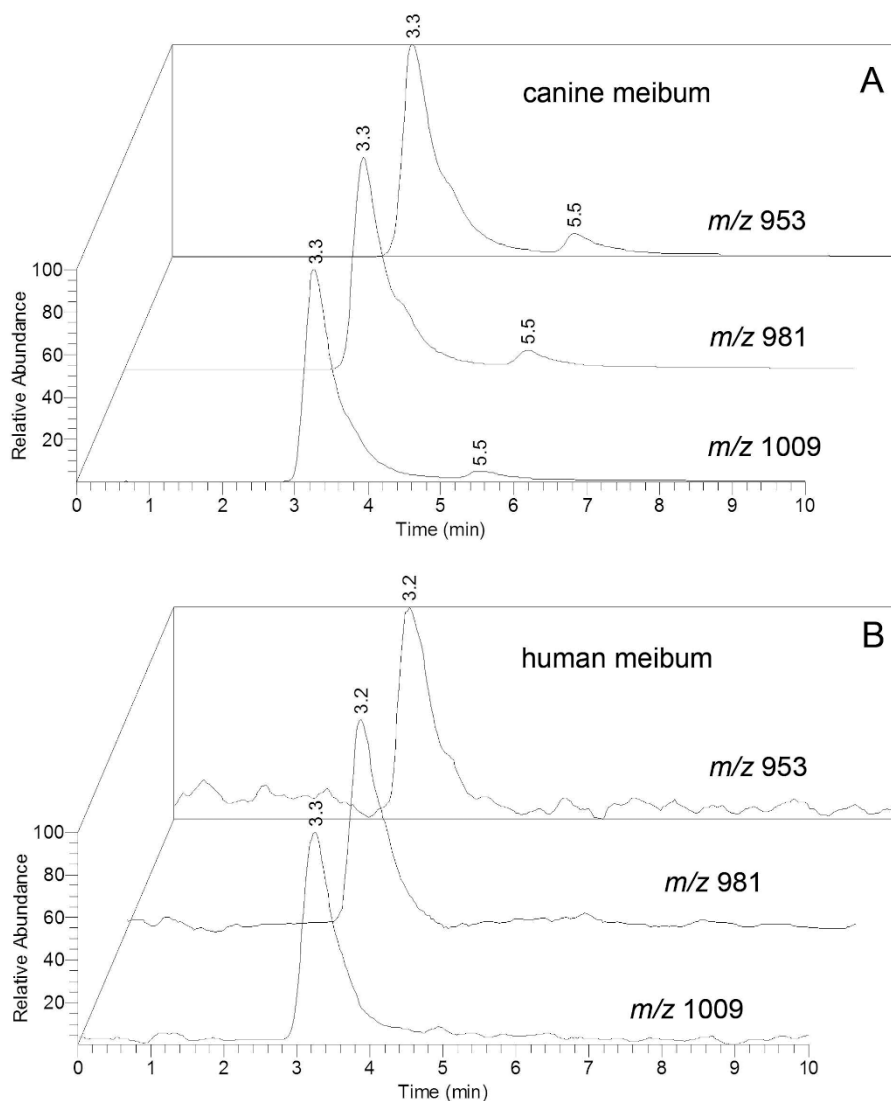 3.3
A
canine meibum
3.3
5.5
m/z 953
3.3
100
80
60
40
20
Relative Abundance
5.5
m/z 981
5.5
m/z 1009
0 1 2 3 4 5 6 7 8 9 10
Time (min)
3.2
B
human meibum
3.2
m/z 953
3.3
100
80
60
40
20
Relative Abundance
m/z 981
m/z 1009
0 1 2 3 4 5 6 7 8 9 10
Time (min)